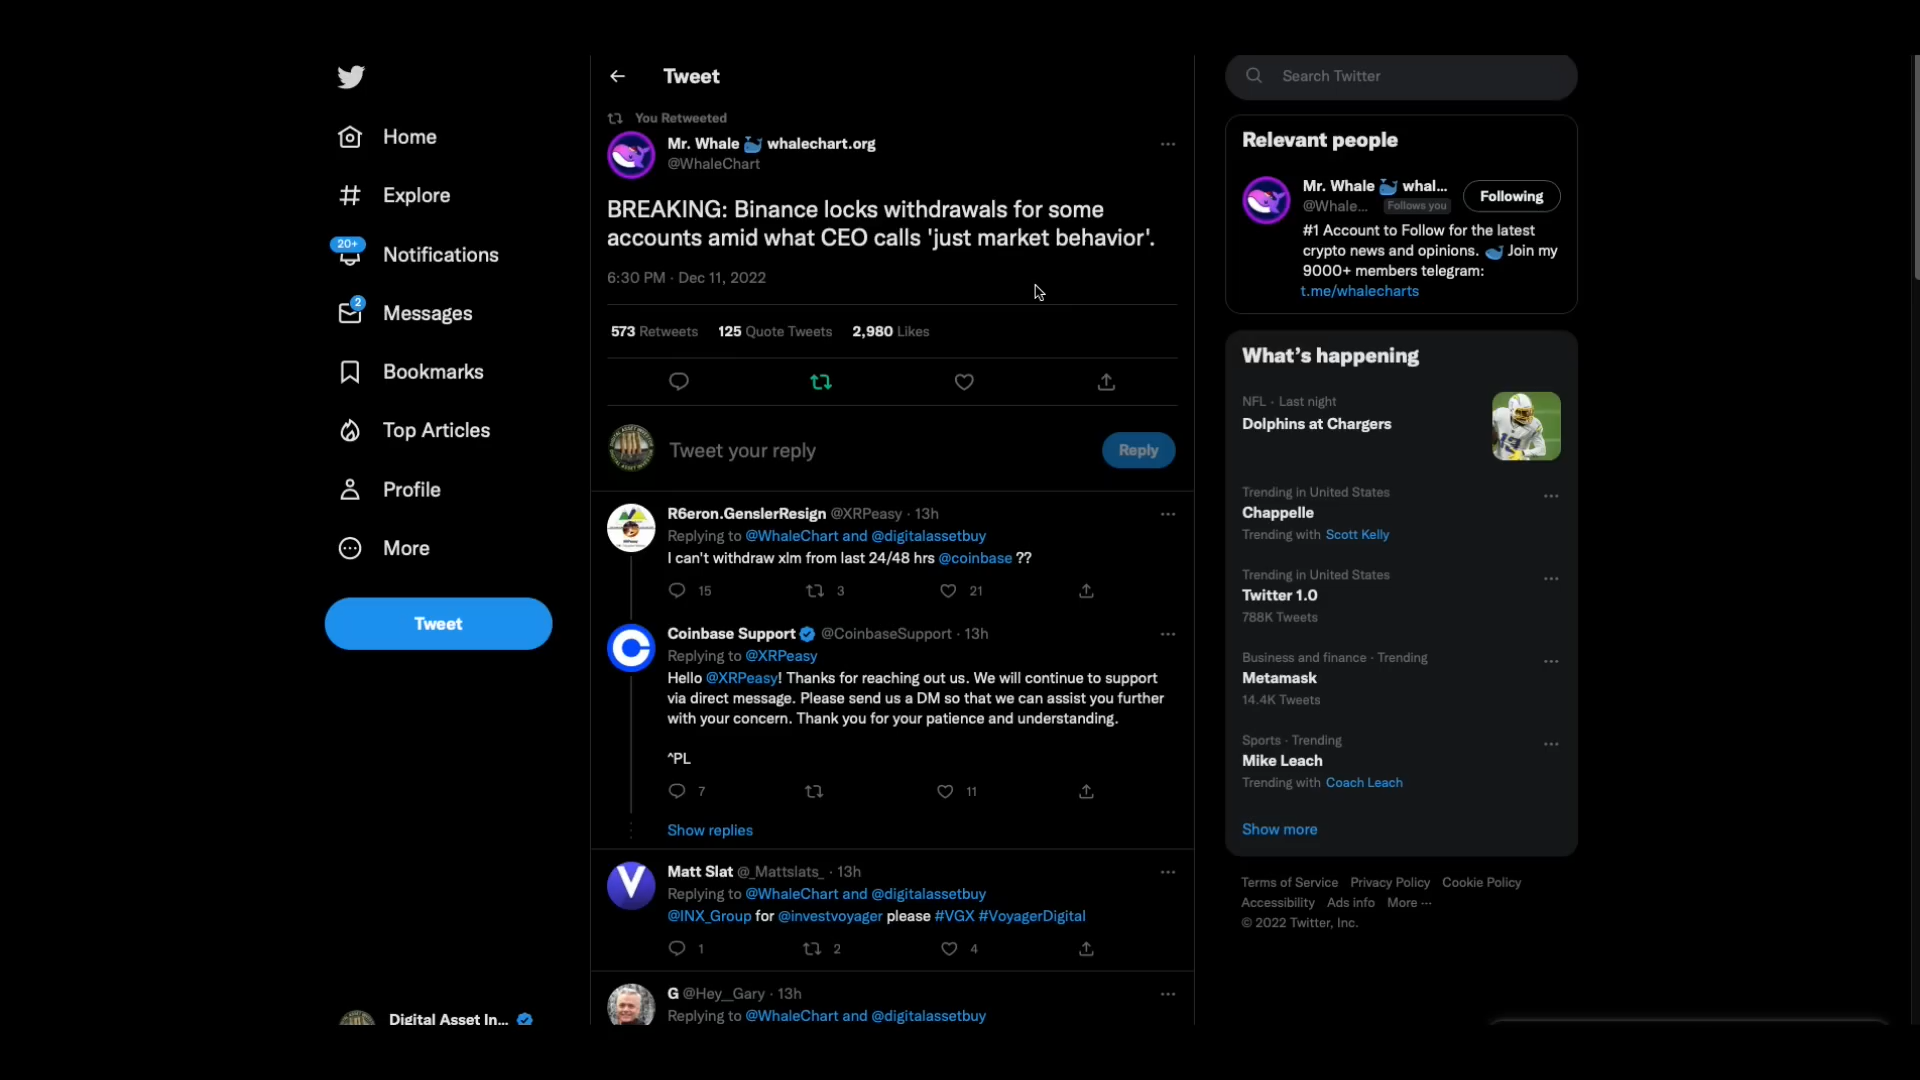 Home
Explore
20+
Notifications
2
Messages
Bookmarks
Top Articles
Profile
More
Tweet
Digital Asset In...
Tweet
You Retweeted
Mr. Whale 🐳 whalechart.org
@WhaleChart
BREAKING: Binance locks withdrawals for some
accounts amid what CEO calls 'just market behavior'.
6:30 PM · Dec 11, 2022
573 Retweets 125 Quote Tweets 2,980 Likes
Tweet your reply
Reply
R6eron.GenslerResign @XRPeasy · 13h
Replying to @WhaleChart and @digitalassetbuy
I can't withdraw xlm from last 24/48 hrs @coinbase ??
15 3 21
Coinbase Support @CoinbaseSupport · 13h
Replying to @XRPeasy
Hello @XRPeasy! Thanks for reaching out us. We will continue to support
via direct message. Please send us a DM so that we can assist you further
with your concern. Thank you for your patience and understanding.
^PL
7 11
Show replies
Matt Slat @_Mattslats_ · 13h
Replying to @WhaleChart and @digitalassetbuy
@INX_Group for @investvoyager please #VGX #VoyagerDigital
1 2 4
G @Hey__Gary · 13h
Replying to @WhaleChart and @digitalassetbuy
Search Twitter
Relevant people
Mr. Whale 🐳 whal...
@Whale... Follows you
Following
#1 Account to Follow for the latest
crypto news and opinions. 🐋 Join my
9000+ members telegram:
t.me/whalecharts
What's happening
NFL · Last night
Dolphins at Chargers
Trending in United States
Chappelle
Trending with Scott Kelly
Trending in United States
Twitter 1.0
788K Tweets
Business and finance · Trending
Metamask
14.4K Tweets
Sports · Trending
Mike Leach
Trending with Coach Leach
Show more
Terms of Service Privacy Policy Cookie Policy
Accessibility Ads info More ···
© 2022 Twitter, Inc.